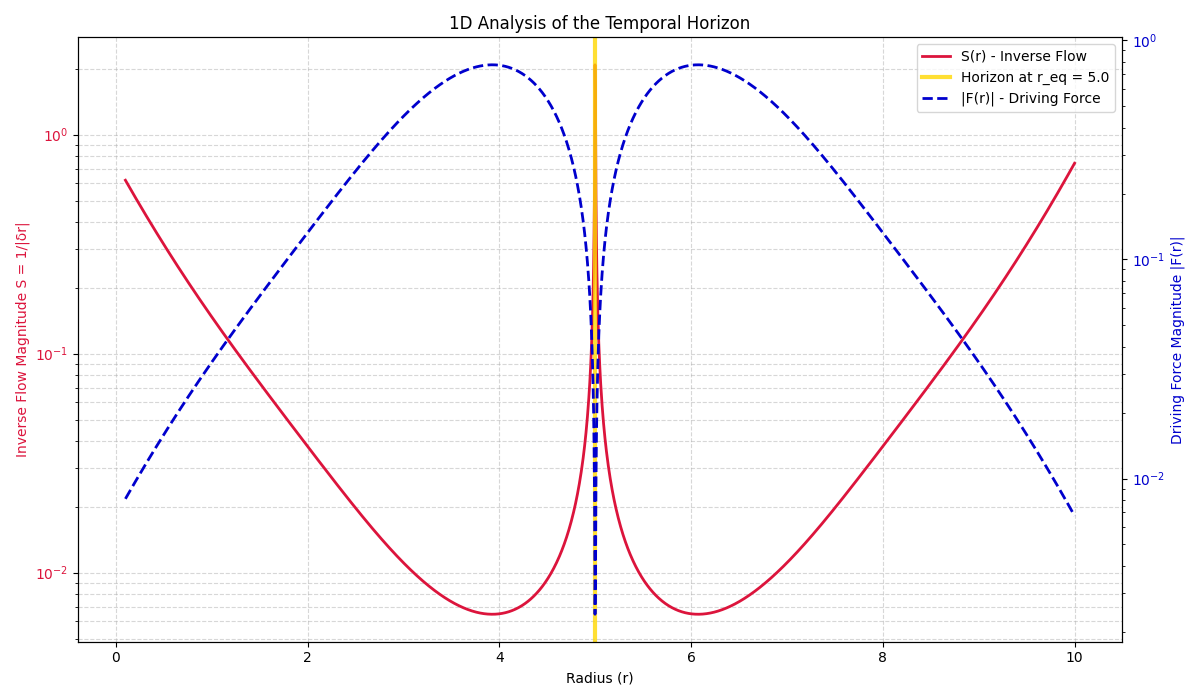 1D Analysis of the Temporal Horizon
S(r) - Inverse Flow
Horizon at r_eq = 5.0
|F(r)| - Driving Force
Inverse Flow Magnitude S = 1/|δr|
10⁰
10⁻¹
10⁻²
10⁰
10⁻¹
10⁻²
Driving Force Magnitude |F(r)|
0 2 4 6 8 10
Radius (r)